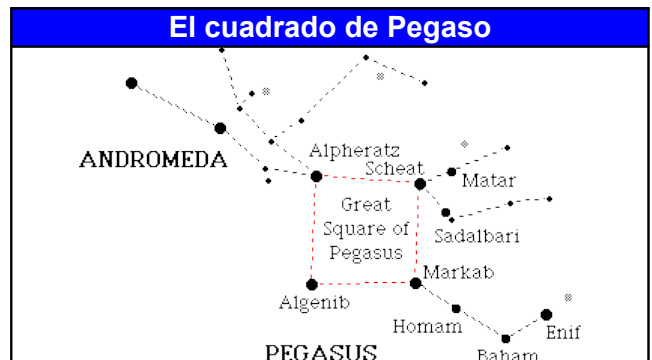 El cuadrado de Pegaso
ANDROMEDA
Alpheratz
Scheat
Matar
Great
Square of
Pegasus
Sadalbari
Markab
Algenib
Homam
Enif
PEGASUS
Baham